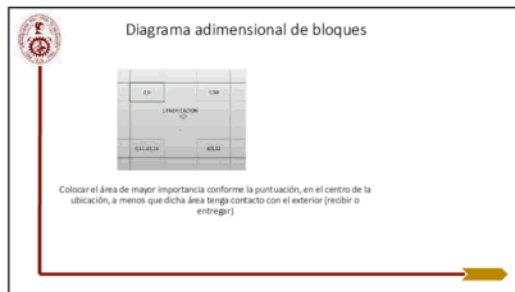 Diagrama adimensional de bloques
Colocar el área de mayor importancia conforme la puntuación, en el centro de la
ubicación, a menos que dicha área tenga contacto con el exterior (recibir o
entregar)